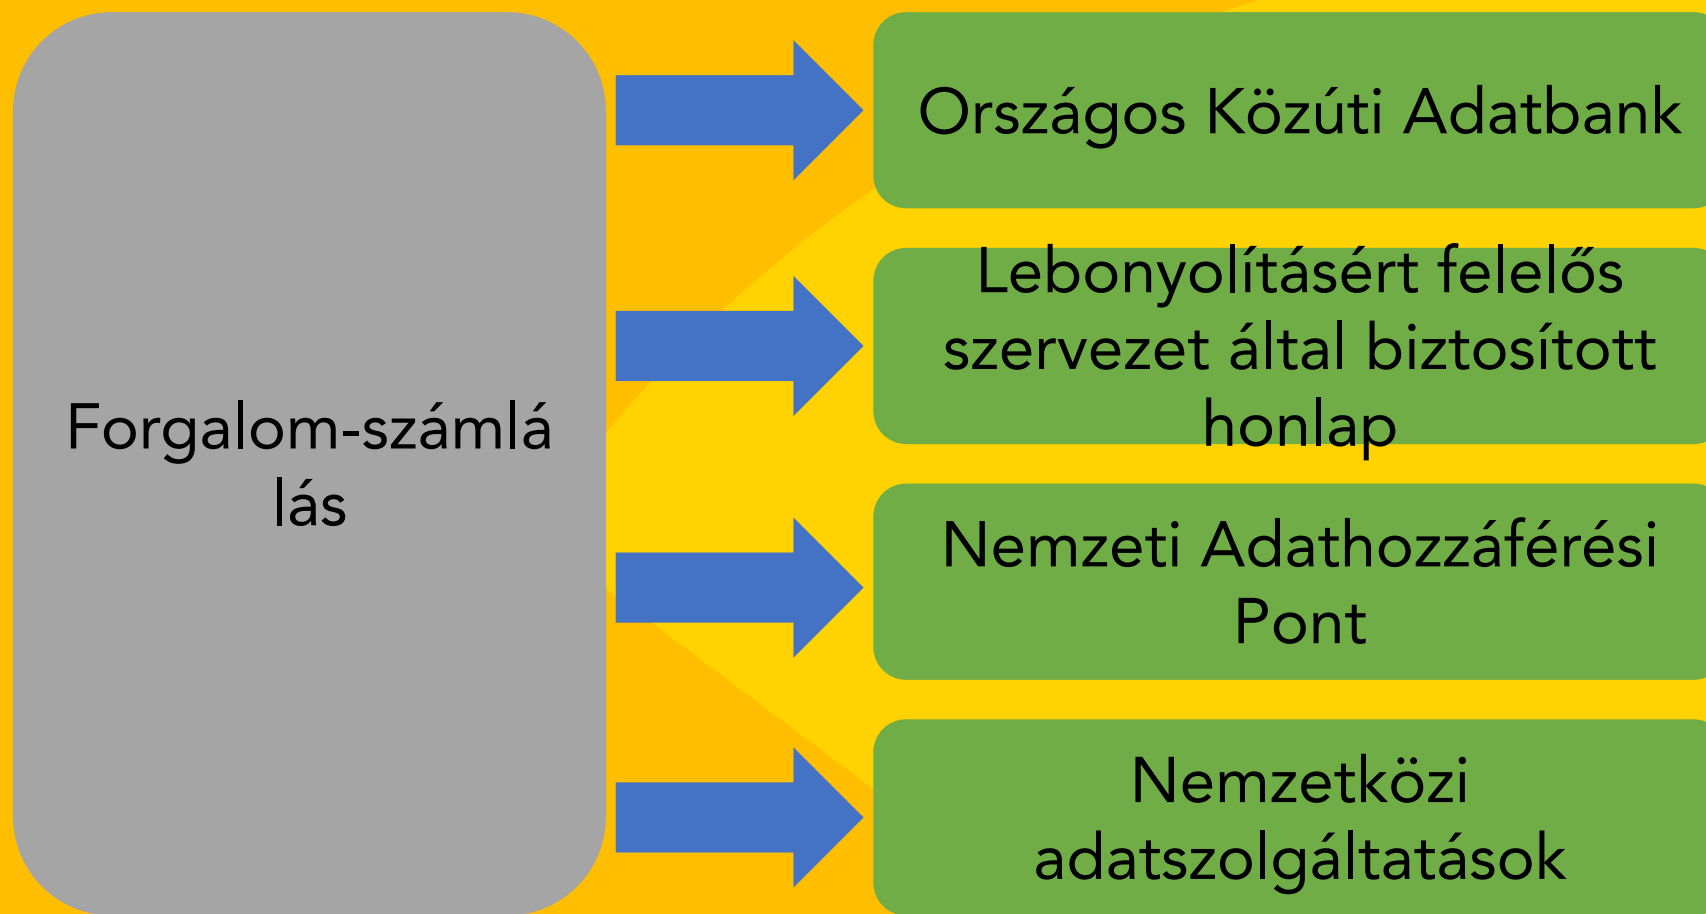 Forgalom-számlá
lás
Országos Közúti Adatbank
Lebonyolításért felelős
szervezet által biztosított
honlap
Nemzeti Adathozzáférési
Pont
Nemzetközi
adatszolgáltatások